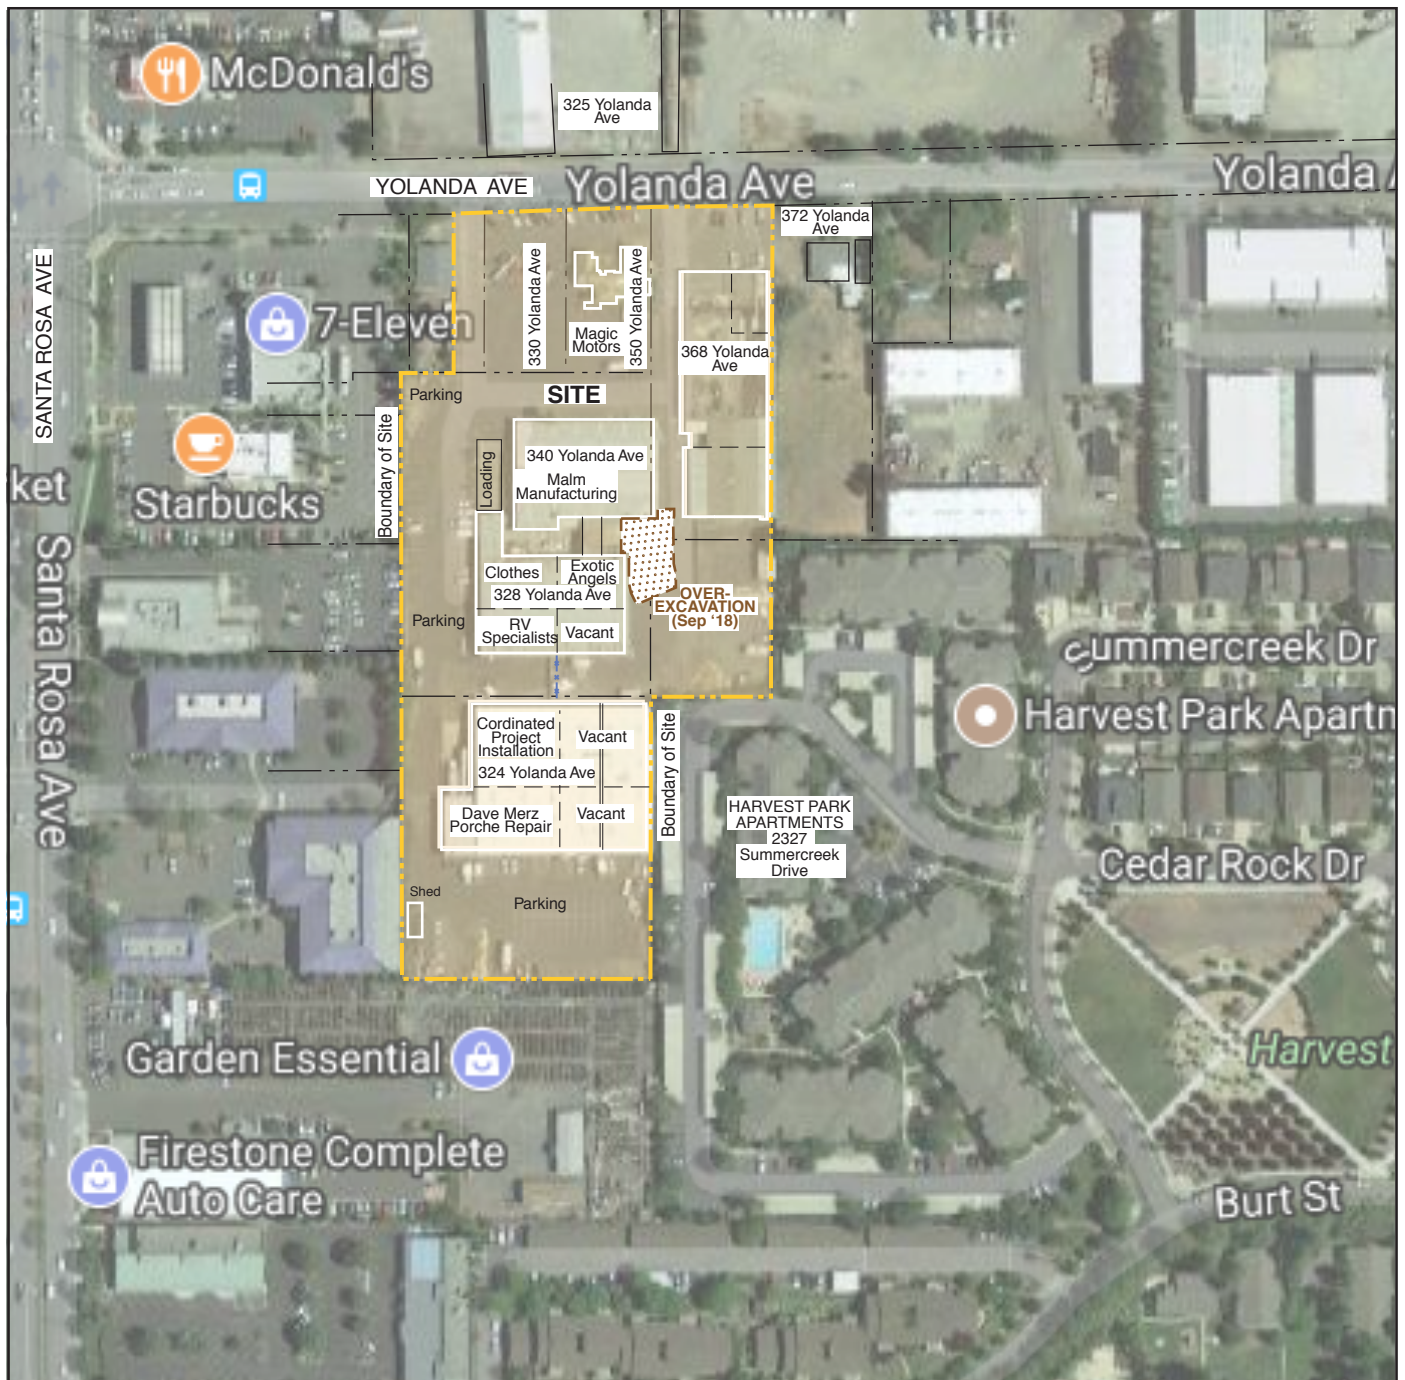 McDonald's
325 Yolanda
Ave
YOLANDA AVE
Yolanda Ave
Yolanda A
372 Yolanda
Ave
SANTA ROSA AVE
7-Eleven
330 Yolanda Ave
350 Yolanda Ave
Magic
Motors
368 Yolanda
Ave
Parking
SITE
Boundary of Site
Starbucks
Loading
340 Yolanda Ave
Malm
Manufacturing
ket
Santa Rosa Ave
Clothes
Exotic
Angels
328 Yolanda Ave
Parking
RV
Specialists
Vacant
OVER-
EXCAVATION
(Sep ‘18)
Summercreek Dr
Harvest Park Apartn
Cordinated
Project
Installation
Vacant
324 Yolanda Ave
Dave Merz
Porche Repair
Vacant
Boundary of Site
HARVEST PARK
APARTMENTS
2327
Summercreek
Drive
Cedar Rock Dr
Shed
Parking
Garden Essential
Harvest
Firestone Complete
Auto Care
Burt St